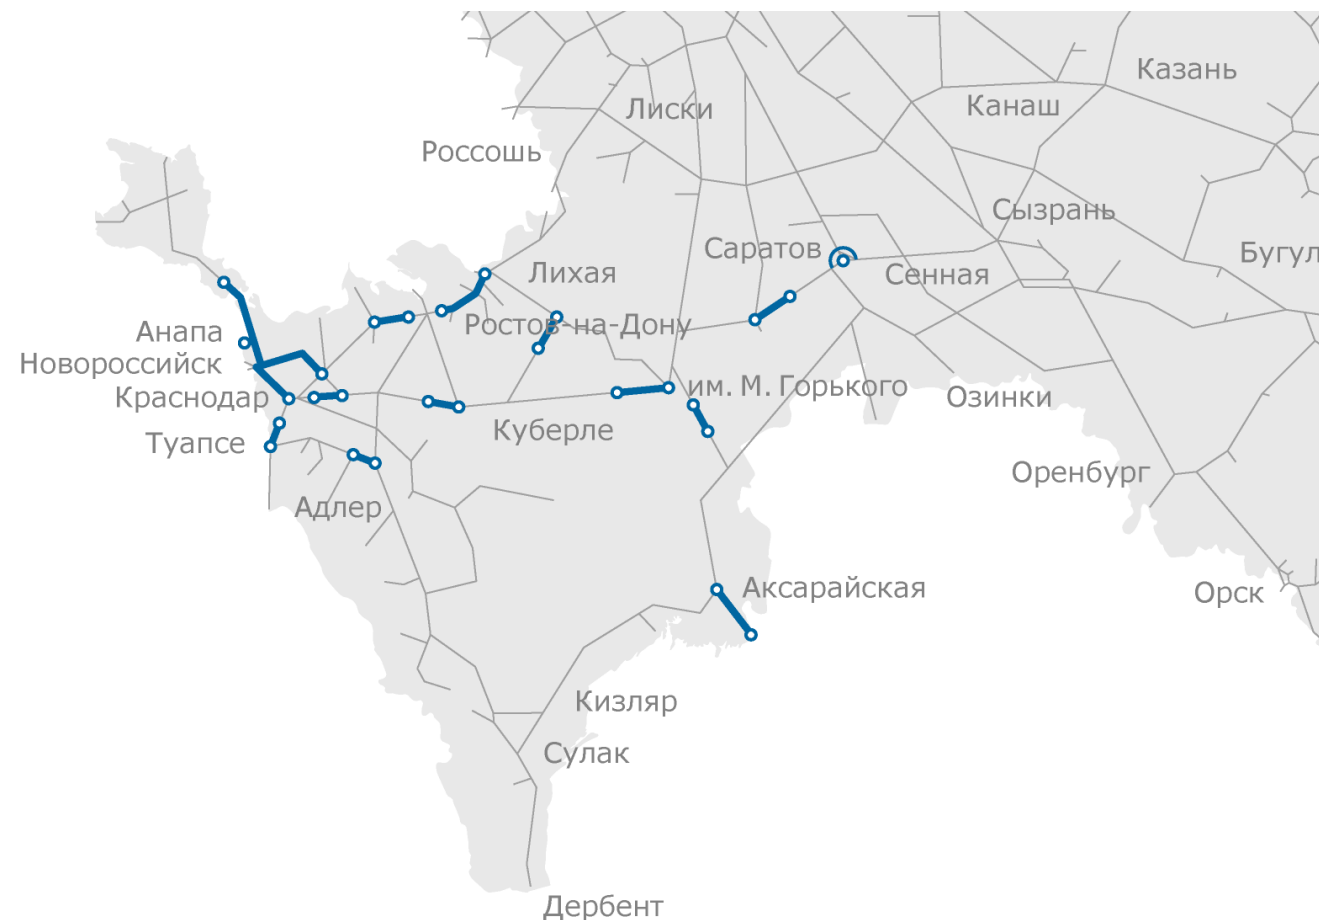 Казань
Канаш
Лиски
Россошь
Сызрань
Саратов
Бугул
Сенная
Лихая
Ростов-на-Дону
Анапа
Новороссийск
Краснодар
им. М. Горького
Озинки
Куберле
Туапсе
Оренбург
Адлер
Аксарайская
Орск
Кизляр
Сулак
Дербент